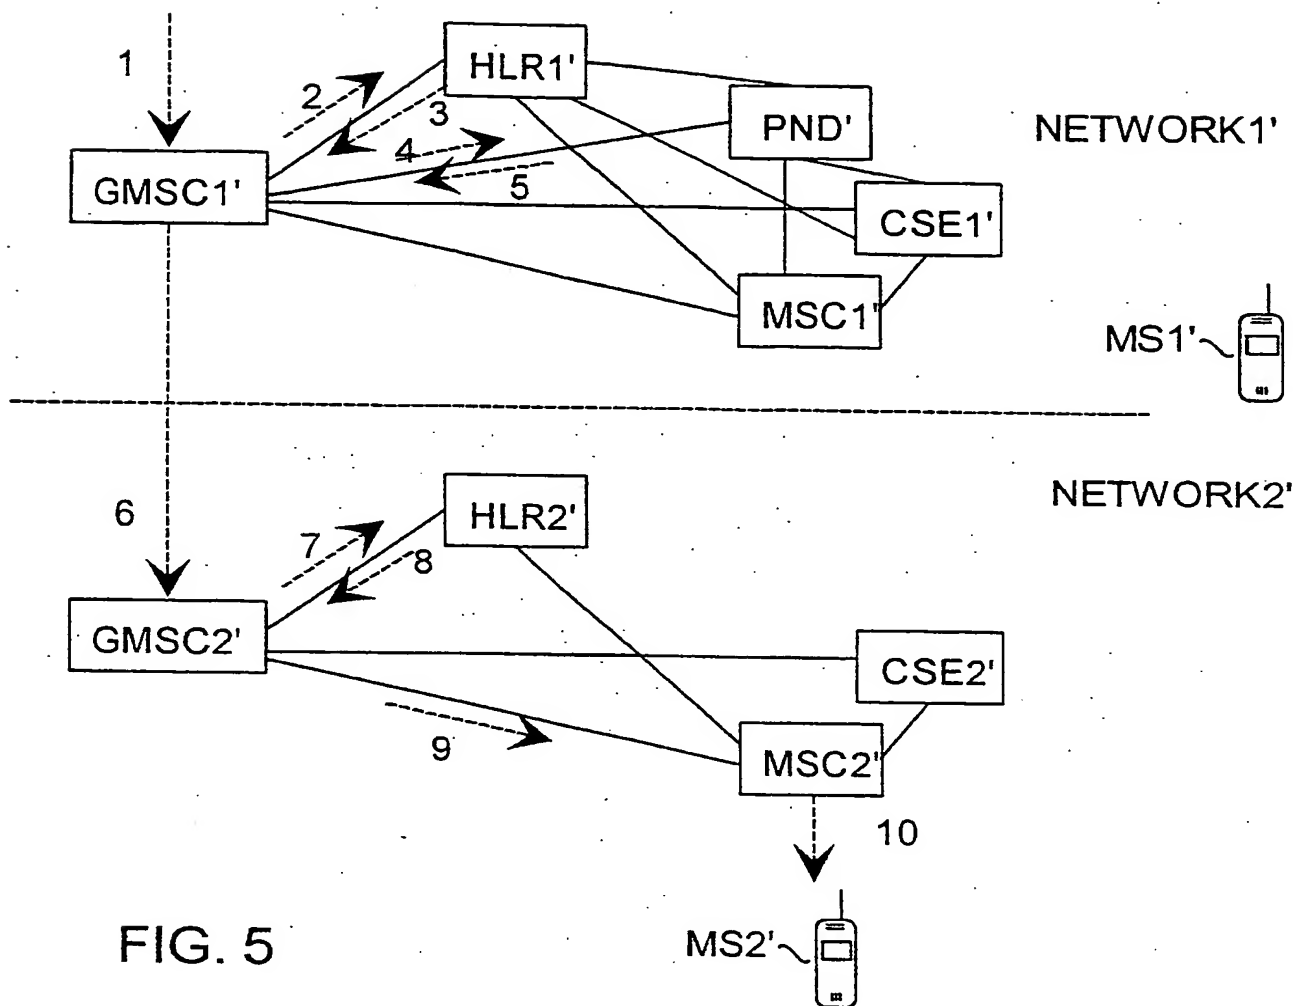 1
2
HLR1'
3
PND'
NETWORK1'
4
GMSC1'
5
CSE1'
MSC1'
MS1'
6
HLR2'
NETWORK2'
7
8
GMSC2'
CSE2'
9
MSC2'
10
FIG. 5
MS2'